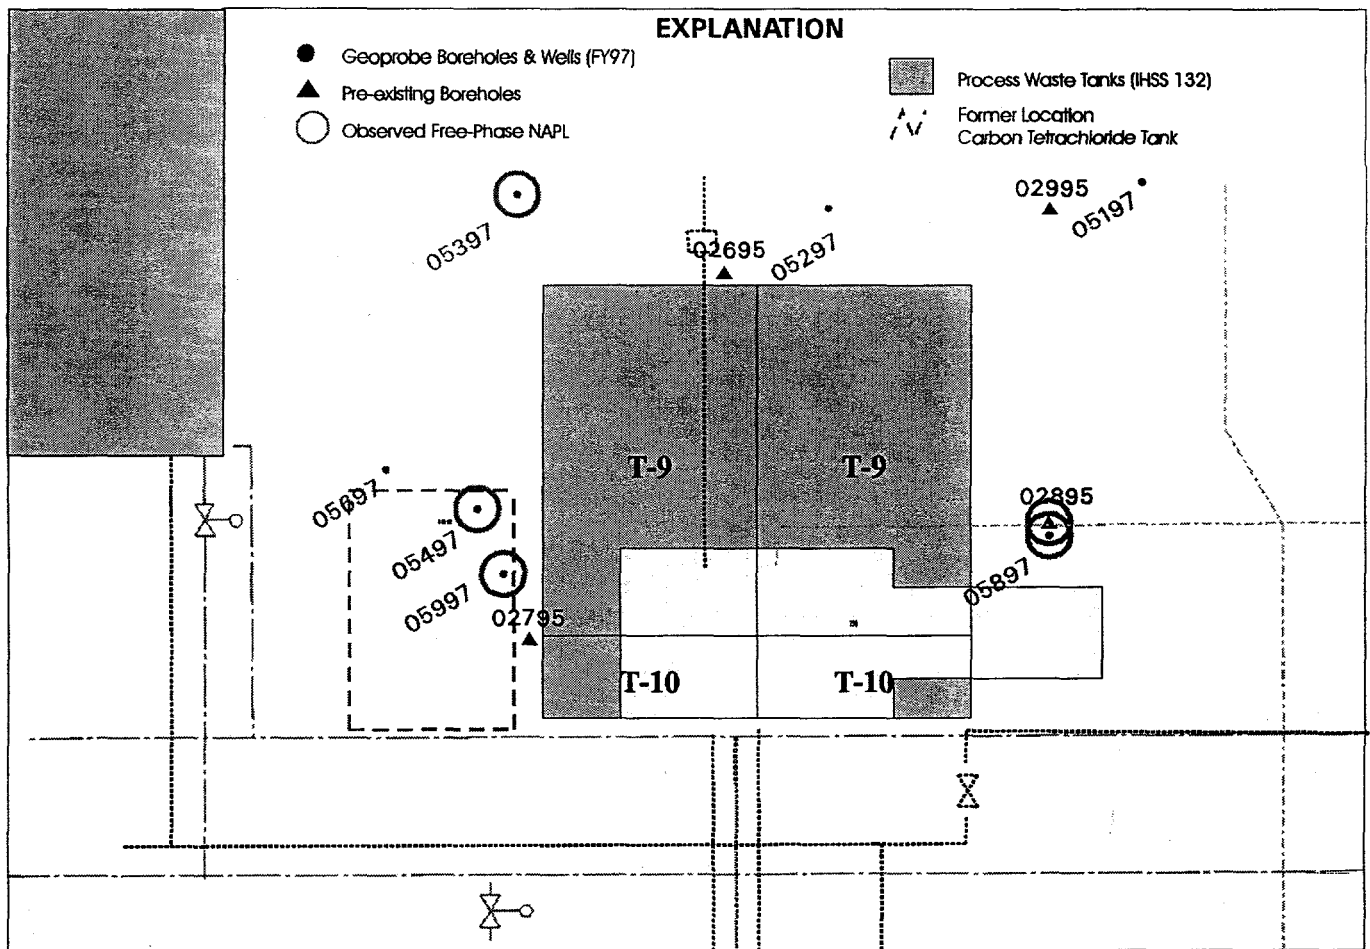 EXPLANATION
Geoprobe Boreholes & Wells (FY97)
Pre-existing Boreholes
Observed Free-Phase NAPL
Process Waste Tanks (IHSS 132)
Former Location
Carbon Tetrachloride Tank
02995
05197
05397
02695
05297
T-9
T-9
05697
02895
05497
05997
05897
02795
T-10
T-10